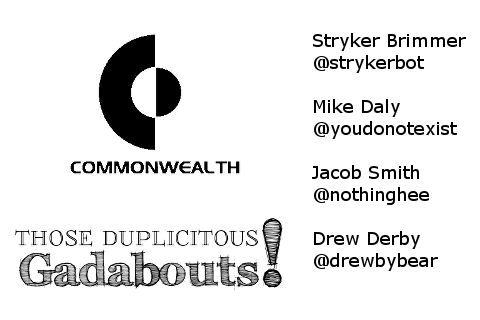 COMMONWEALTH
THOSE DUPLICITOUS
Gadabouts!
Stryker Brimmer
@strykerbot
Mike Daly
@youdonotexist
Jacob Smith
@nothinghee
Drew Derby
@drewbybear